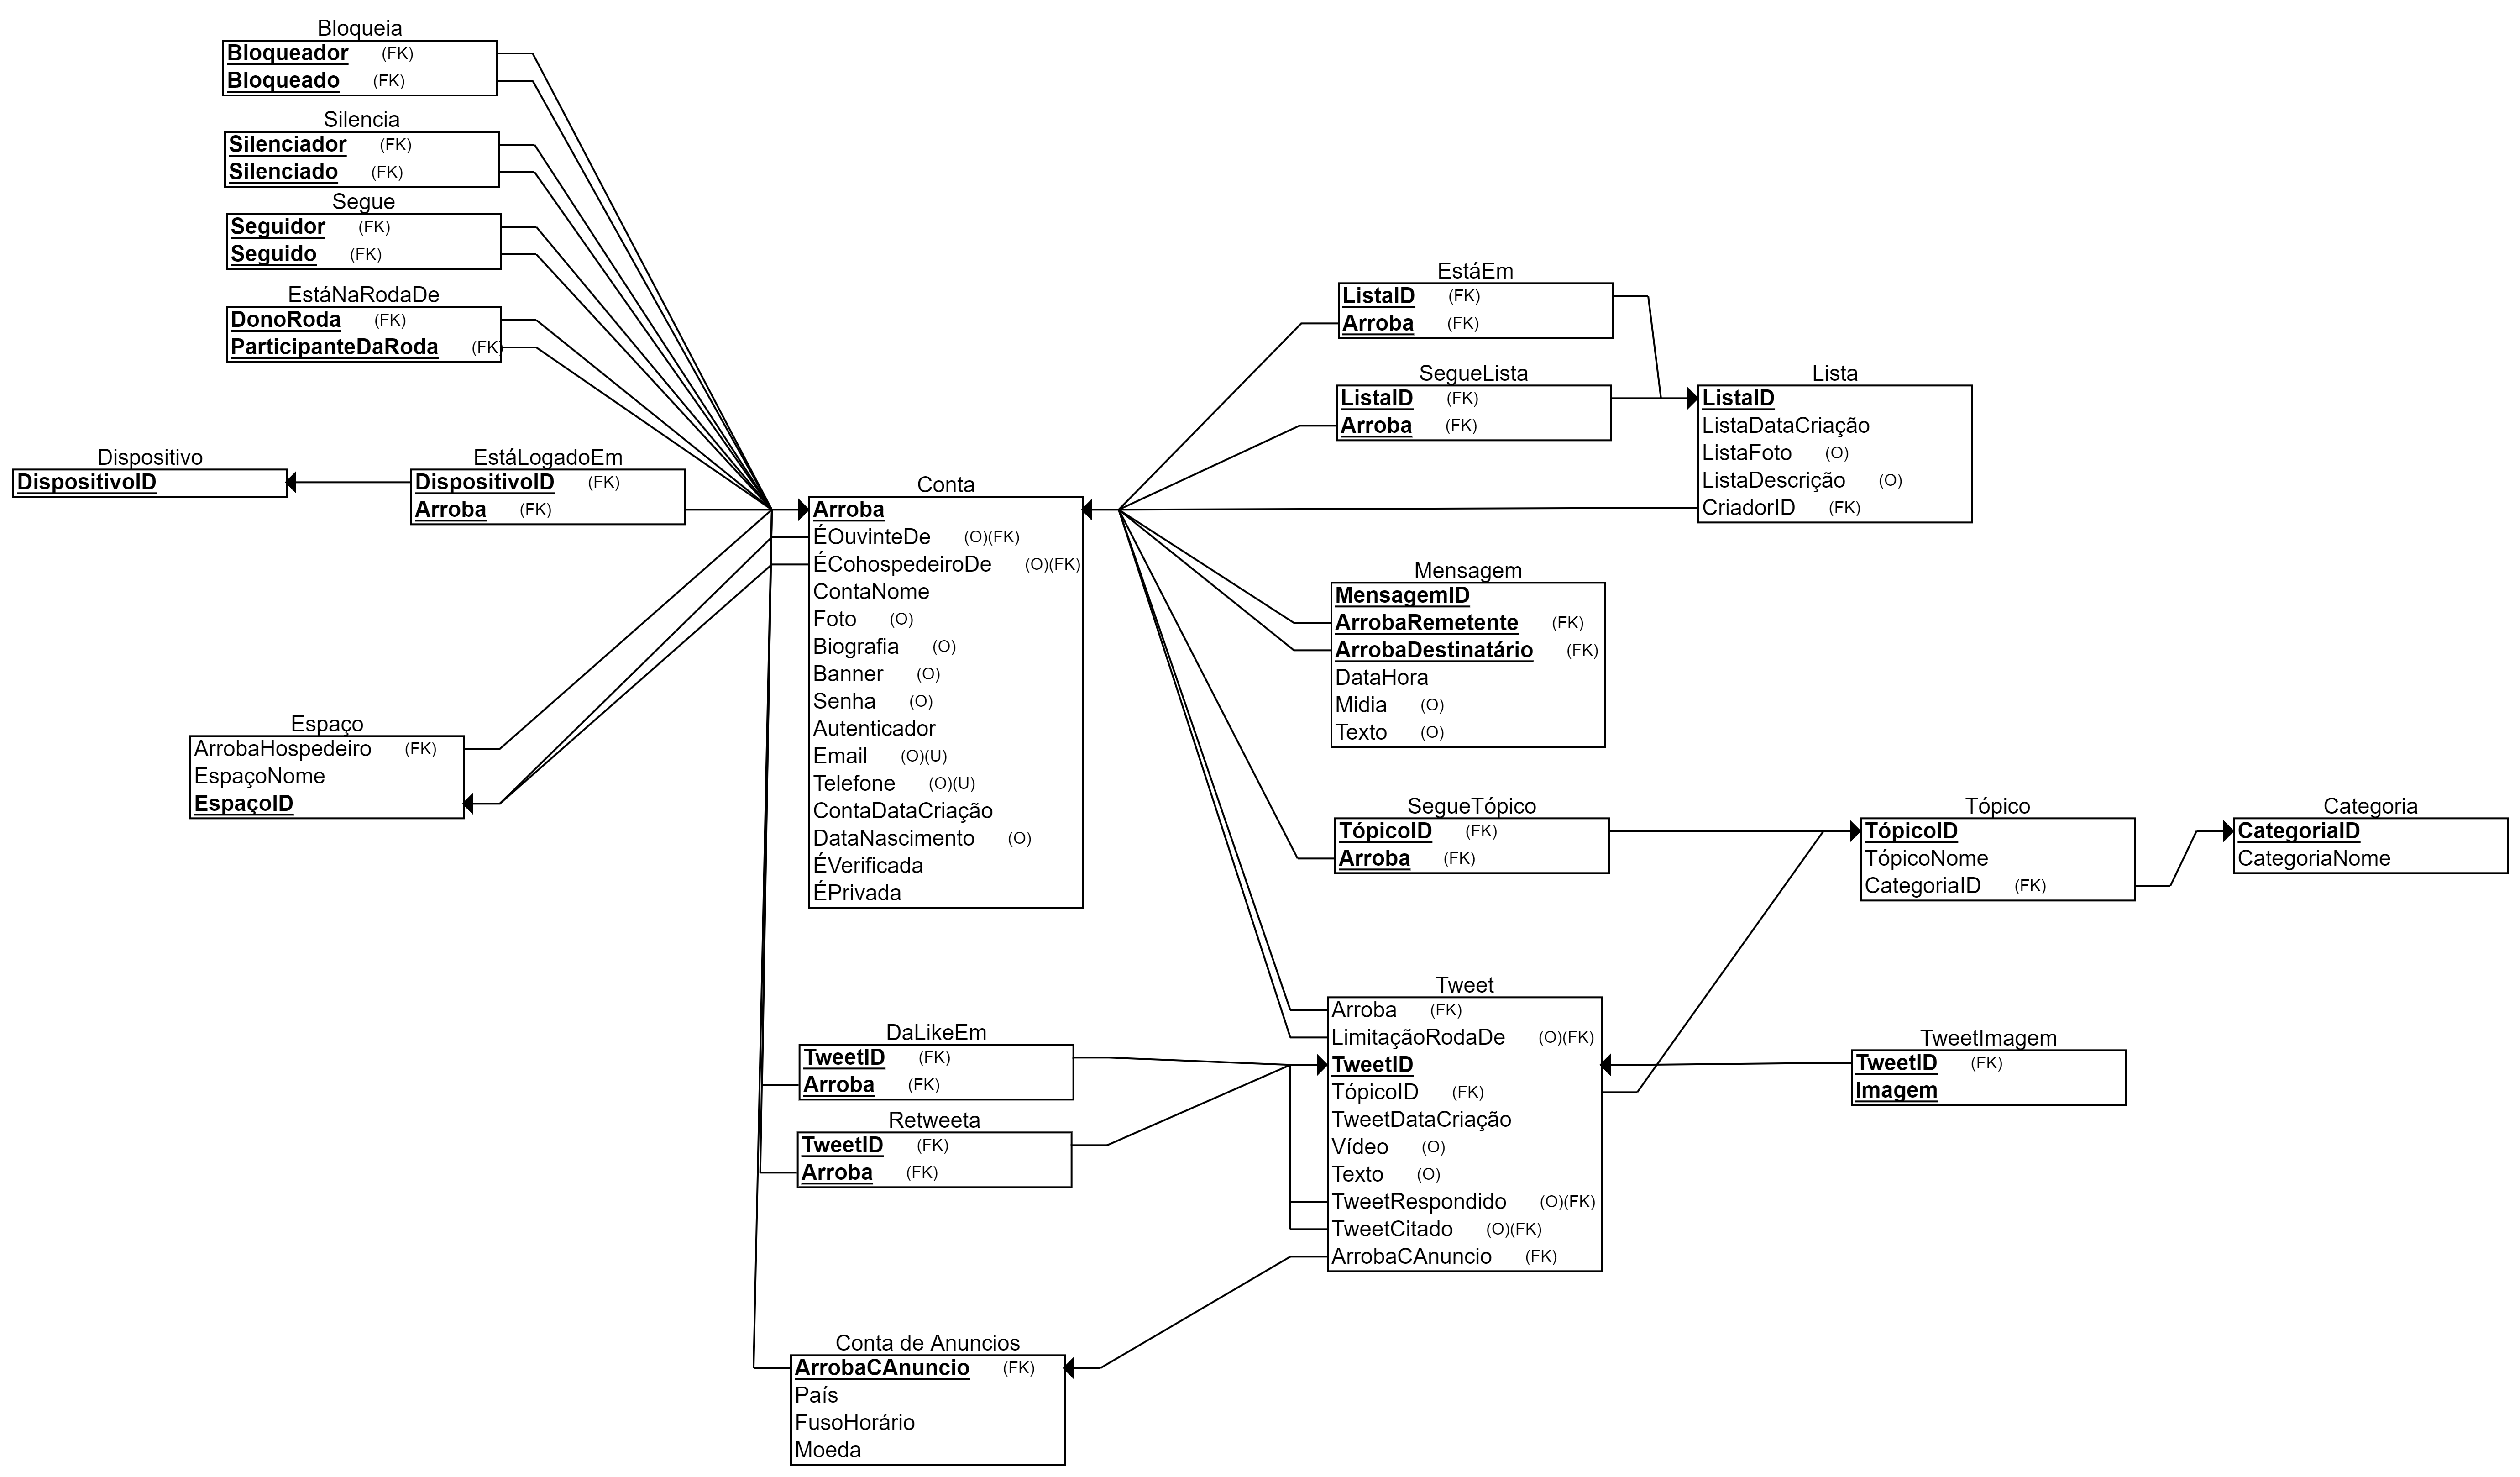 Bloqueia
Bloqueador (FK)
Bloqueado (FK)
Silencia
Silenciador (FK)
Silenciado (FK)
Segue
Seguidor (FK)
Seguido (FK)
EstáNaRodaDe
DonoRoda (FK)
ParticipanteDaRoda (FK)
Dispositivo
DispositivoID
EstáLogadoEm
DispositivoID (FK)
Arroba (FK)
Espaço
ArrobaHospedeiro (FK)
EspaçoNome
EspaçoID
Conta
Arroba
ÉOuvinteDe (O)(FK)
ÉCohospedeiroDe (O)(FK)
ContaNome
Foto (O)
Biografia (O)
Banner (O)
Senha (O)
Autenticador
Email (O)(U)
Telefone (O)(U)
ContaDataCriação
DataNascimento (O)
ÉVerificada
ÉPrivada
EstáEm
ListaID (FK)
Arroba (FK)
SegueLista
ListaID (FK)
Arroba (FK)
Lista
ListaID
ListaDataCriação
ListaFoto (O)
ListaDescrição (O)
CriadorID (FK)
Mensagem
MensagemID
ArrobaRemetente (FK)
ArrobaDestinatário (FK)
DataHora
Midia (O)
Texto (O)
SegueTópico
TópicoID (FK)
Arroba (FK)
Tópico
TópicoID
TópicoNome
CategoriaID (FK)
Categoria
CategoriaID
CategoriaNome
DaLikeEm
TweetID (FK)
Arroba (FK)
Retweeta
TweetID (FK)
Arroba (FK)
Tweet
Arroba (FK)
LimitaçãoRodaDe (O)(FK)
TweetID
TópicoID (FK)
TweetDataCriação
Vídeo (O)
Texto (O)
TweetRespondido (O)(FK)
TweetCitado (O)(FK)
ArrobaCAnuncio (FK)
TweetImagem
TweetID (FK)
Imagem
Conta de Anuncios
ArrobaCAnuncio (FK)
País
FusoHorário
Moeda